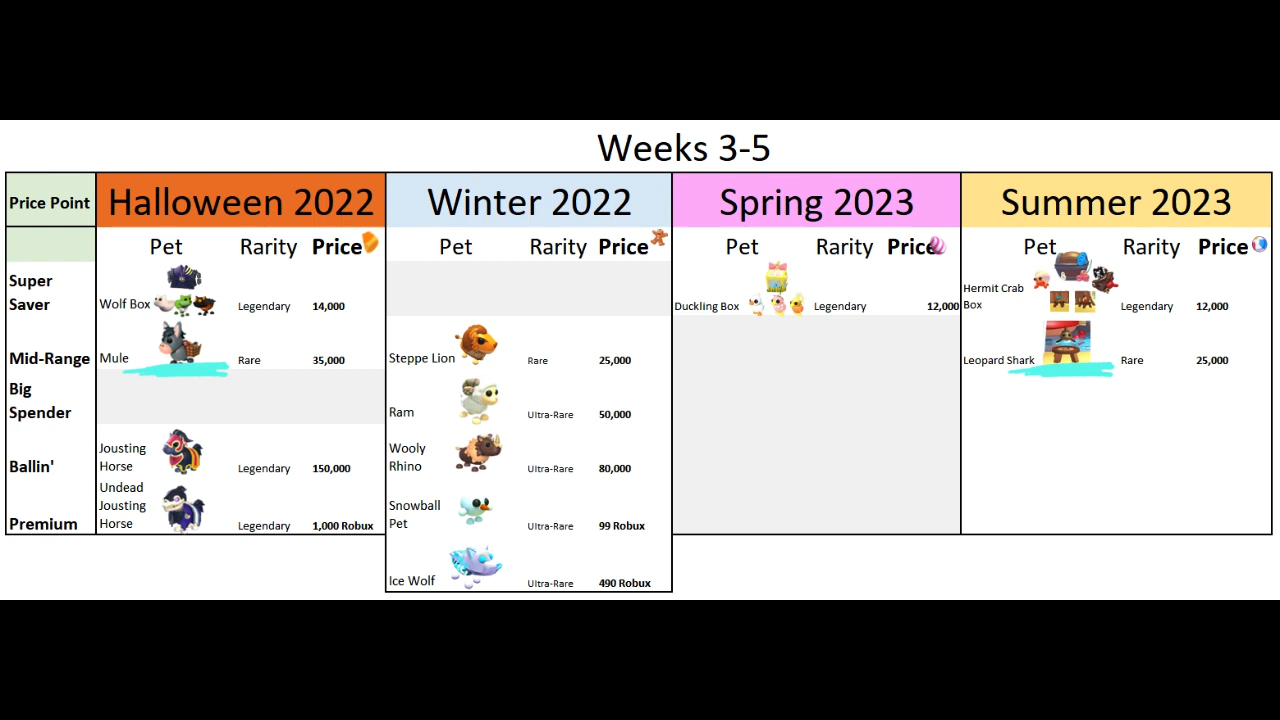 Weeks 3-5
Price Point Halloween 2022 Winter 2022 Spring 2023 Summer 2023
Pet Rarity Price Pet Rarity Price Pet Rarity Price Pet Rarity Price
Super
Saver Wolf Box Legendary 14,000 Duckling Box Legendary 12,000 Hermit Crab
Box Legendary 12,000
Mid-Range Mule Rare 35,000 Steppe Lion Rare 25,000 Leopard Shark Rare 25,000
Big
Spender Ram Ultra-Rare 50,000
Ballin' Jousting
Horse Legendary 150,000 Wooly
Rhino Ultra-Rare 80,000
Premium Undead
Jousting
Horse Legendary 1,000 Robux Snowball
Pet Ultra-Rare 99 Robux
Ice Wolf Ultra-Rare 490 Robux